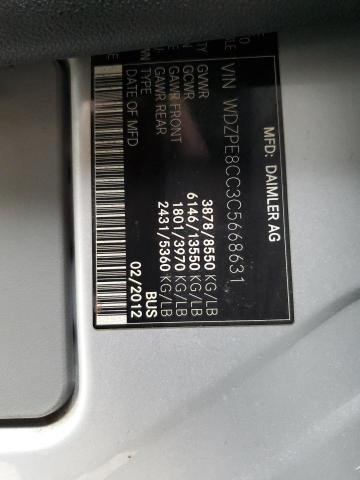 MFD: DAIMLER AG
VIN WDZPE8CC3C5668631
GVWR 3878/8550 KG/LB
GCWR 6146/13550 KG/LB
GAWR FRONT 1801/3970 KG/LB
GAWR REAR 2431/5360 KG/LB
VIN TYPE BUS
DATE OF MFD 02/2012